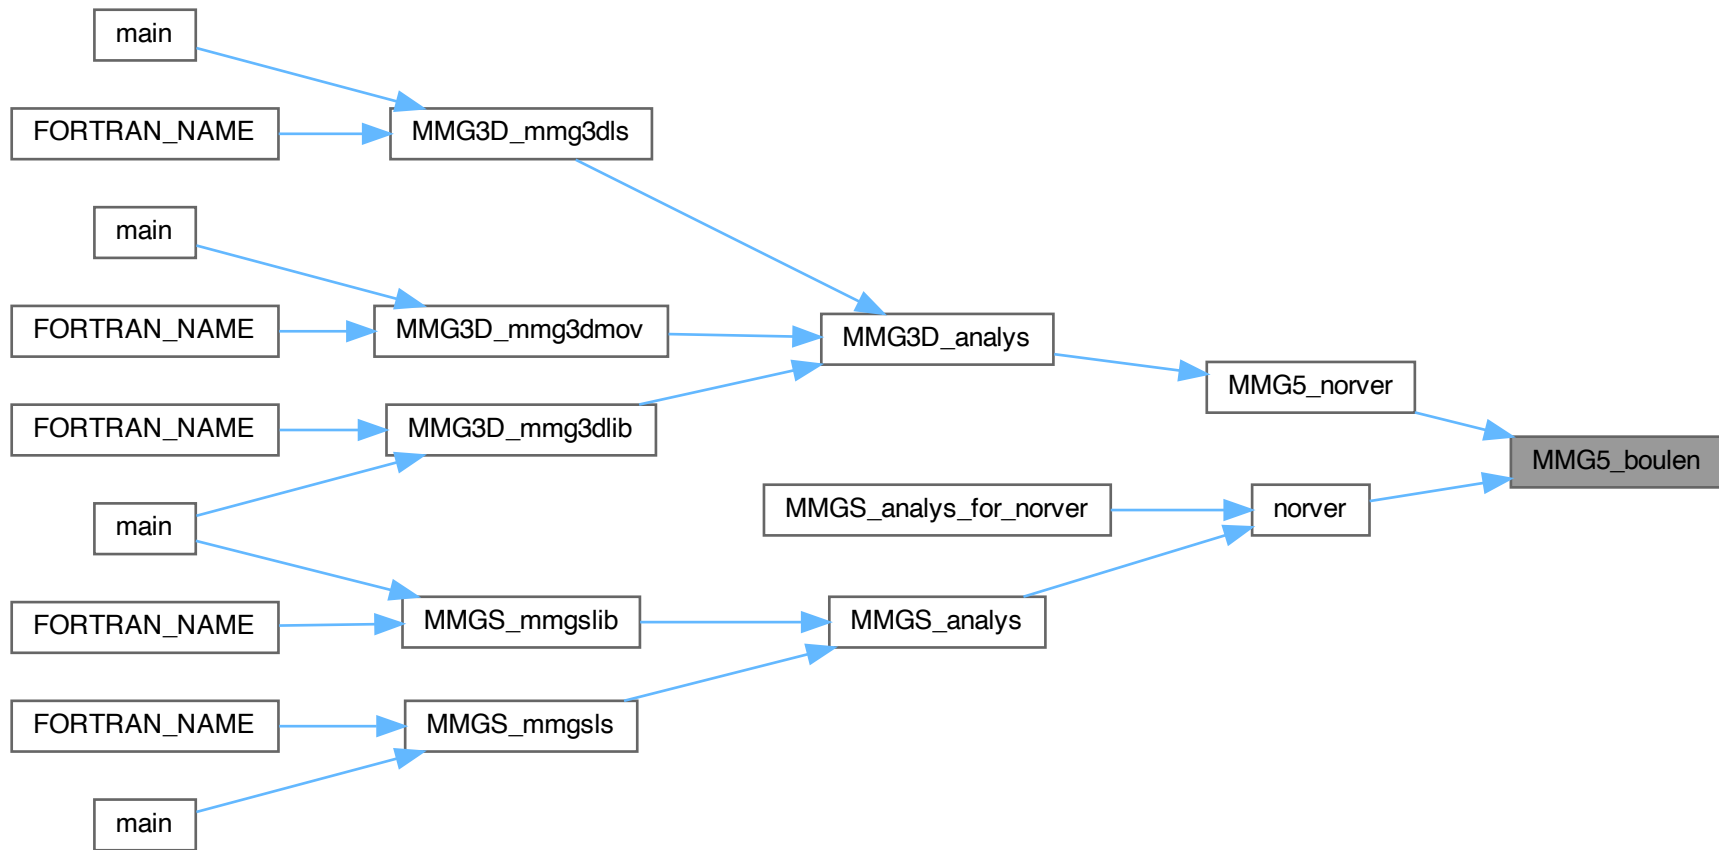 main
FORTRAN_NAME
MMG3D_mmg3dls
main
FORTRAN_NAME
MMG3D_mmg3dmov
MMG3D_analys
MMG5_norver
FORTRAN_NAME
MMG3D_mmg3dlib
MMG5_boulen
main
MMGS_analys_for_norver
norver
FORTRAN_NAME
MMGS_mmgslib
MMGS_analys
FORTRAN_NAME
MMGS_mmgsls
main